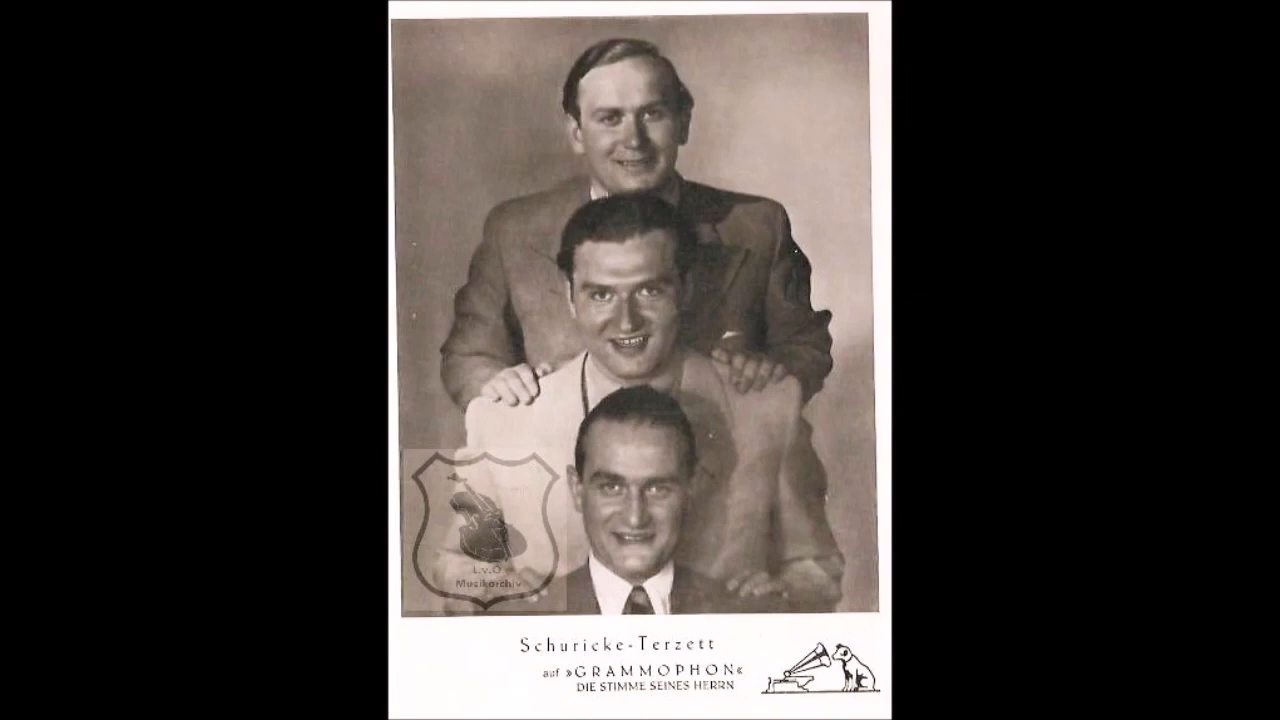 L.v.O.
Musikarchiv
Schuricke-Terzett
auf »GRAMMOPHON«
DIE STIMME SEINES HERRN